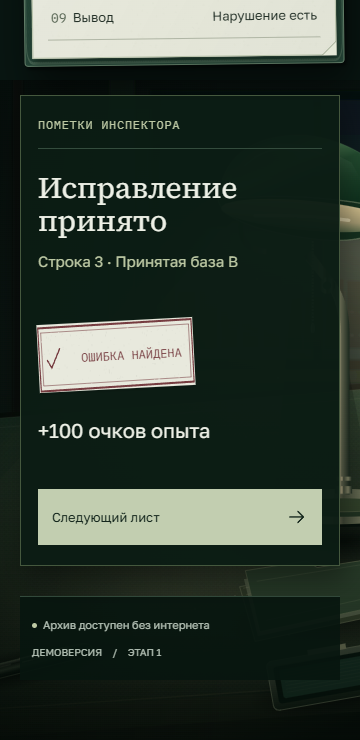 09 Вывод Нарушение есть
ПОМЕТКИ ИНСПЕКТОРА
Исправление
принято
Строка 3 · Принятая база B
ОШИБКА НАЙДЕНА
+100 очков опыта
Следующий лист
Архив доступен без интернета
ДЕМОВЕРСИЯ / ЭТАП 1